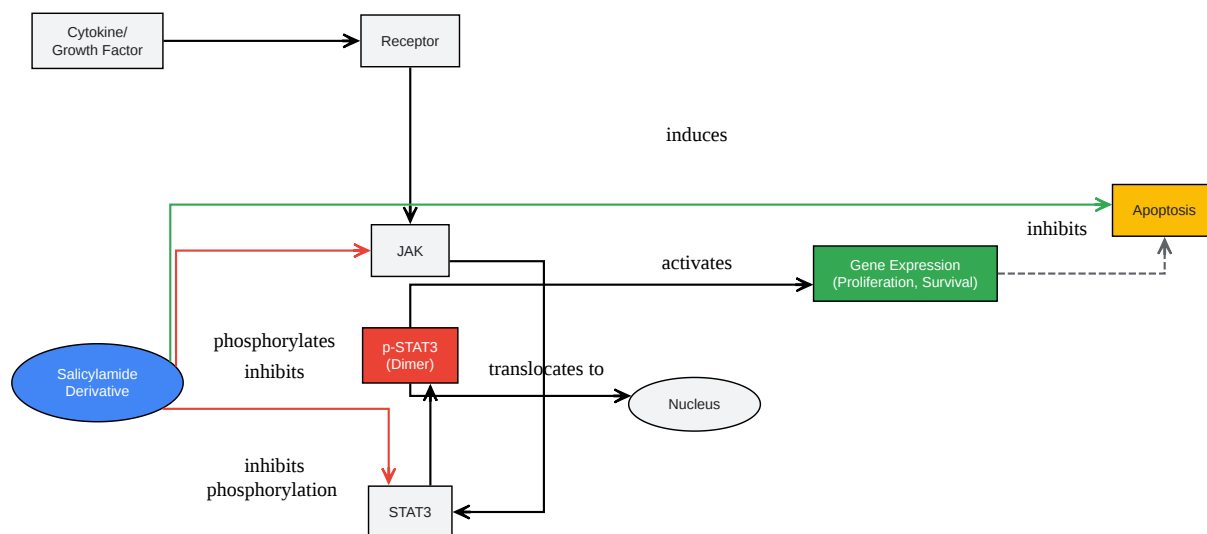 Cytokine/
Growth Factor
Receptor
induces
Apoptosis
inhibits
JAK
activates
Gene Expression
(Proliferation, Survival)
phosphorylates
inhibits
p-STAT3
(Dimer)
translocates to
Salicylamide
Derivative
Nucleus
inhibits
phosphorylation
STAT3